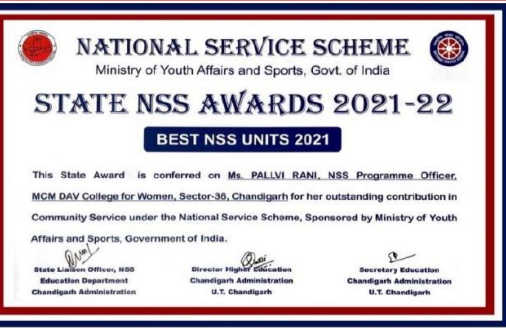 NATIONAL SERVICE SCHEME
Ministry of Youth Affairs and Sports, Govt. of India
STATE NSS AWARDS 2021-22
BEST NSS UNITS 2021
This State Award is conferred on Ms. PALLVI RANI, NSS Programme Officer,
MCM DAV College for Women, Sector-36, Chandigarh for her outstanding contribution in
Community Service under the National Service Scheme, Sponsored by Ministry of Youth
Affairs and Sports, Government of India.
State Liaison Officer, NSS
Education Department
Chandigarh Administration
Director Higher Education
Chandigarh Administration
U.T. Chandigarh
Secretary Education
Chandigarh Administration
U.T. Chandigarh